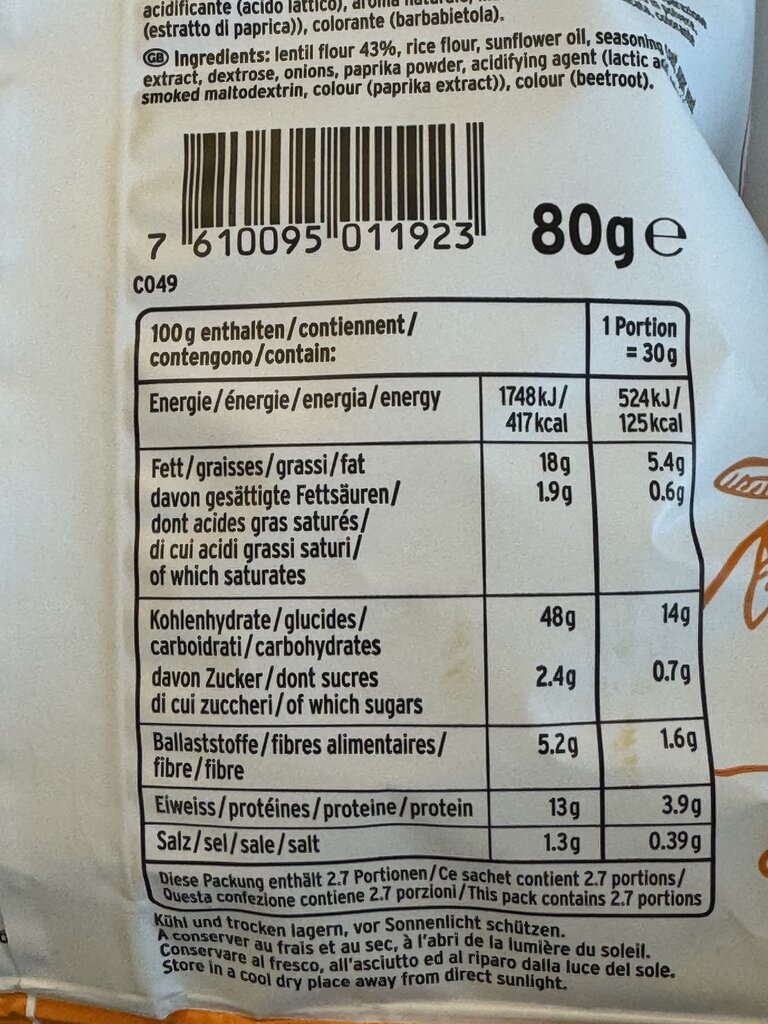 acidificante (acido lattico), aroma
(estratto di paprica)), colorante (barbabietola).
GB Ingredients: lentil flour 43%, rice flour, sunflower oil, seasoning
extract, dextrose, onions, paprika powder, acidifying agent (lactic
smoked maltodextrin, colour (paprika extract)), colour (beetroot).
7 610095 011923
80g e
C049
100g enthalten/contiennent/
contengono/contain:
1 Portion
= 30g
Energie/énergie/energia/energy 1748kJ/ 524kJ/
417kcal 125kcal
Fett/graisses/grassi/fat 18g 5.4g
davon gesättigte Fettsäuren/ 1.9g 0.6g
dont acides gras saturés/
di cui acidi grassi saturi/
of which saturates
Kohlenhydrate/glucides/ 48g 14g
carboidrati/carbohydrates
davon Zucker/dont sucres 2.4g 0.7g
di cui zuccheri/of which sugars
Ballaststoffe/fibres alimentaires/ 5.2g 1.6g
fibre/fibre
Eiweiss/protéines/proteine/protein 13g 3.9g
Salz/sel/sale/salt 1.3g 0.39g
Diese Packung enthält 2.7 Portionen/Ce sachet contient 2.7 portions/
Questa confezione contiene 2.7 porzioni/This pack contains 2.7 portions
Kühl und trocken lagern, vor Sonnenlicht schützen.
A conserver au frais et au sec, à l'abri de la lumière du soleil.
Conservare al fresco, all'asciutto ed al riparo dalla luce del sole.
Store in a cool dry place away from direct sunlight.